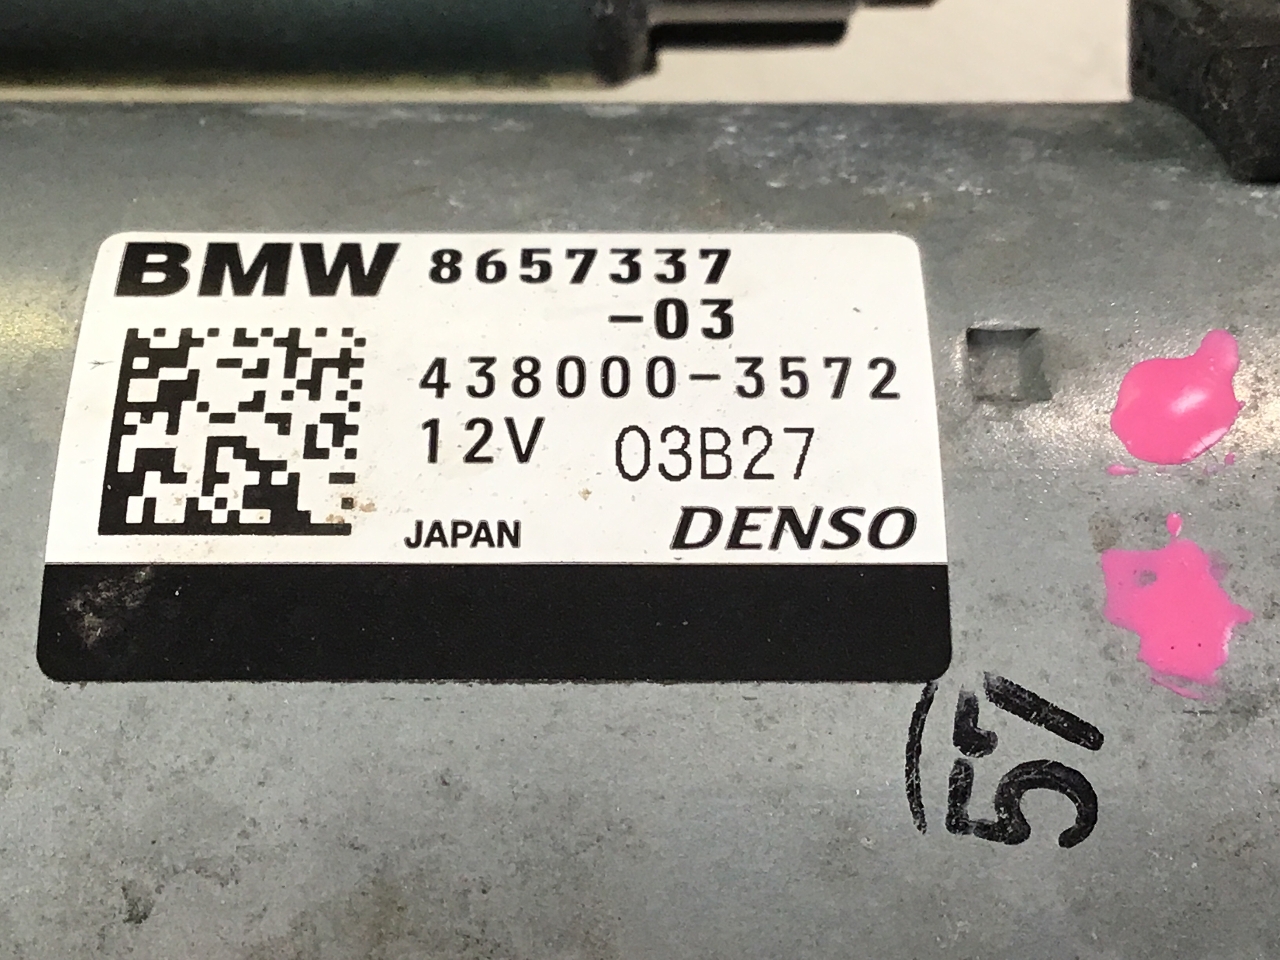 BMW 8657337
-03
438000-3572
12V 03B27
JAPAN DENSO
57